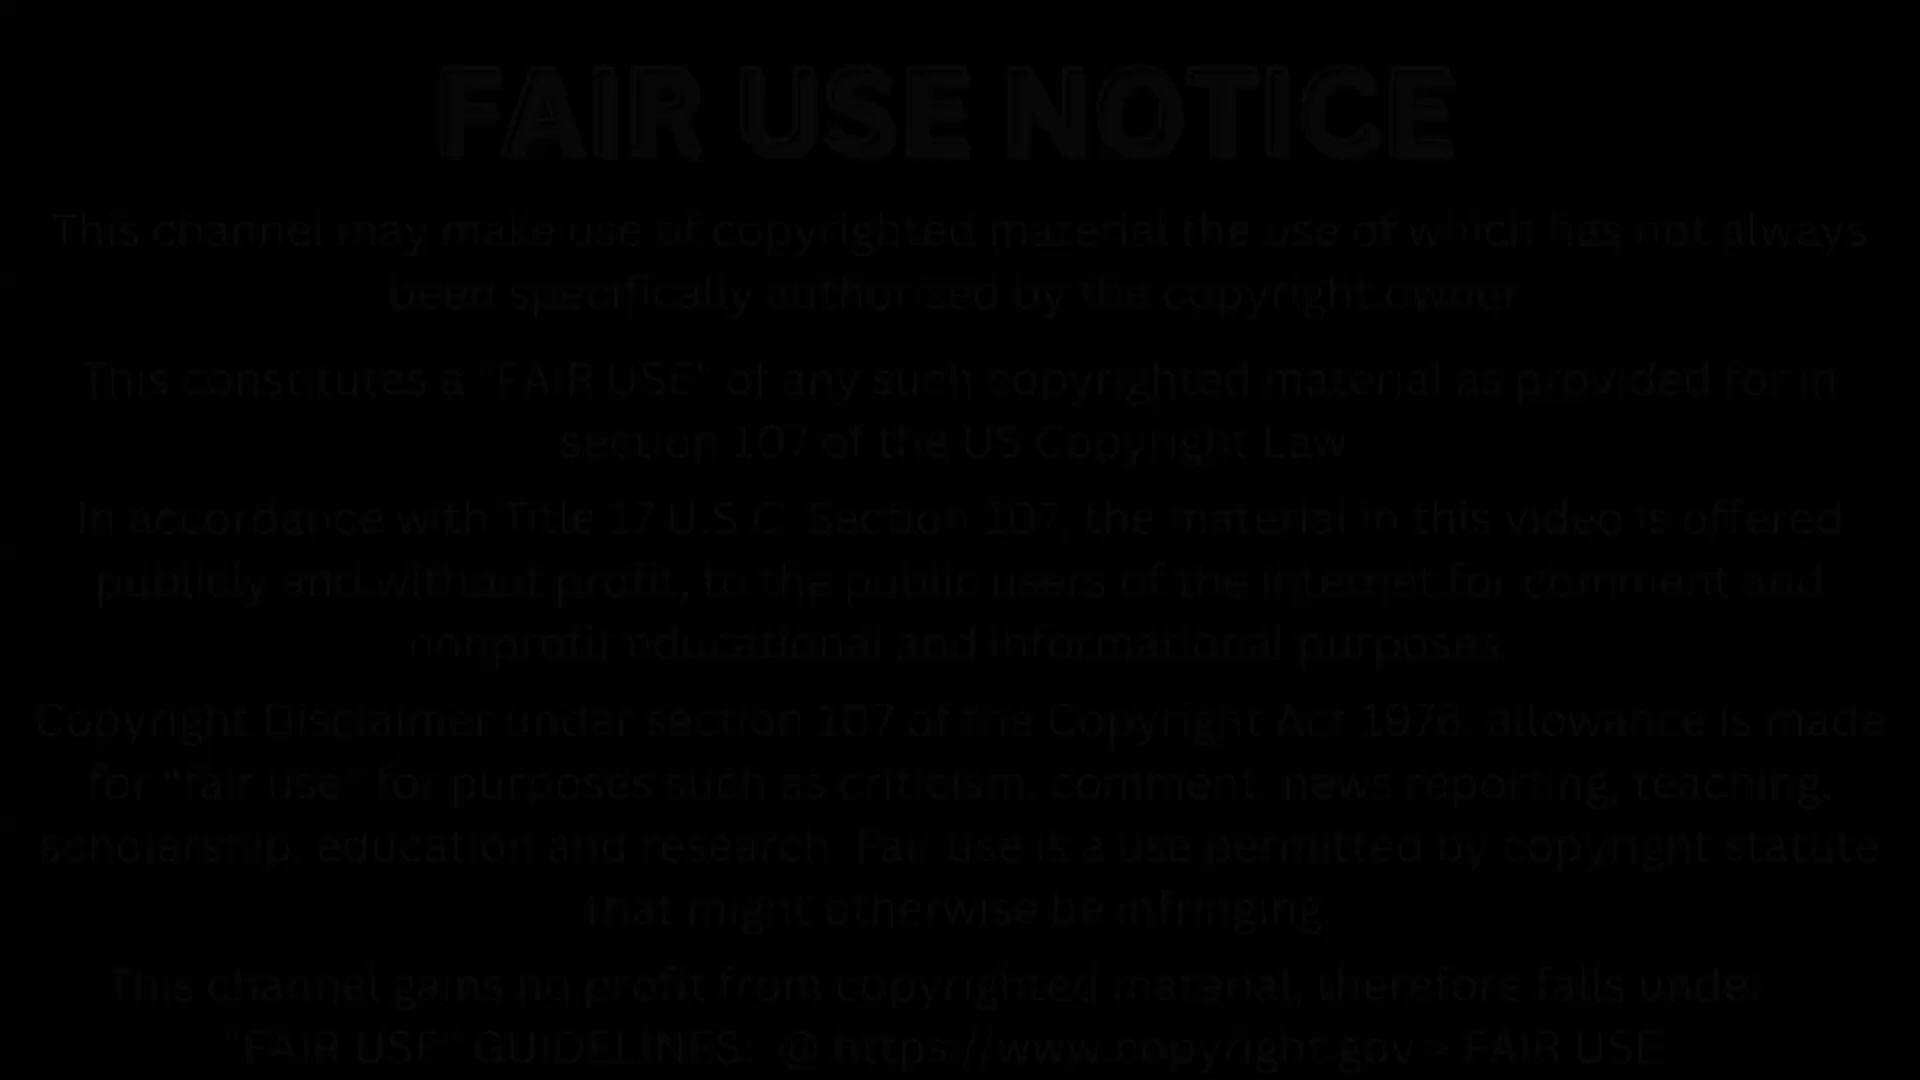 FAIR USE NOTICE
This channel may make use of copyrighted material the use of which has not always
been specifically authorized by the copyright owner
This constitutes a "FAIR USE" of any such copyrighted material as provided for in
section 107 of the US Copyright Law
In accordance with Title 17 U.S.C. Section 107, the material in this video is offered
publicly and without profit, to the public users of the internet for comment and
nonprofit educational and informational purposes
Copyright Disclaimer under section 107 of the Copyright Act 1976, allowance is made
for "fair use" for purposes such as criticism, comment, news reporting, teaching,
scholarship, education and research. Fair use is a use permitted by copyright statute
that might otherwise be infringing.
This channel gains no profit from copyrighted material, therefore falls under
"FAIR USE" GUIDELINES: @ https://www.copyright.gov > FAIR USE